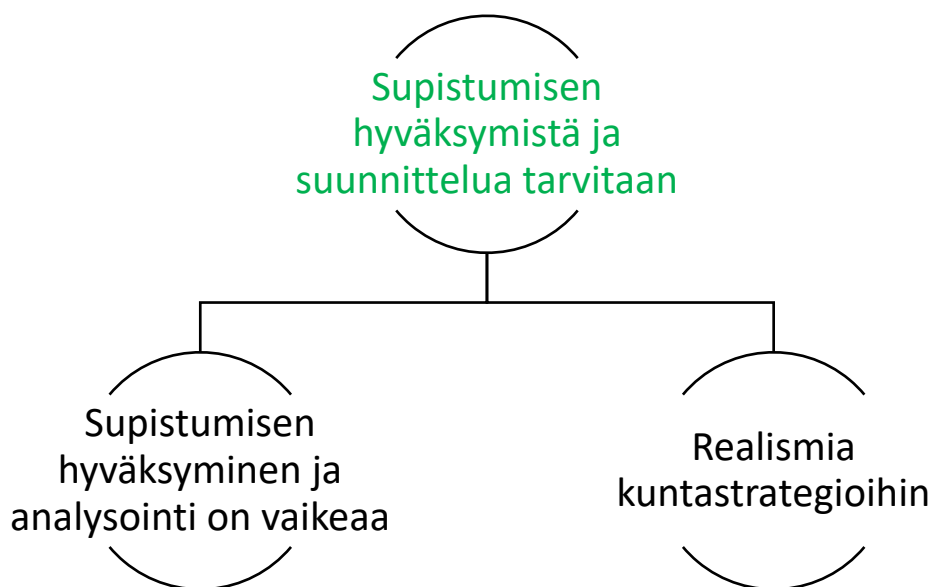 Supistumisen
hyväksymistä ja
suunnittelua tarvitaan
Supistumisen
hyväksyminen ja
analysointi on vaikeaa
Realismia
kuntastrategioihin